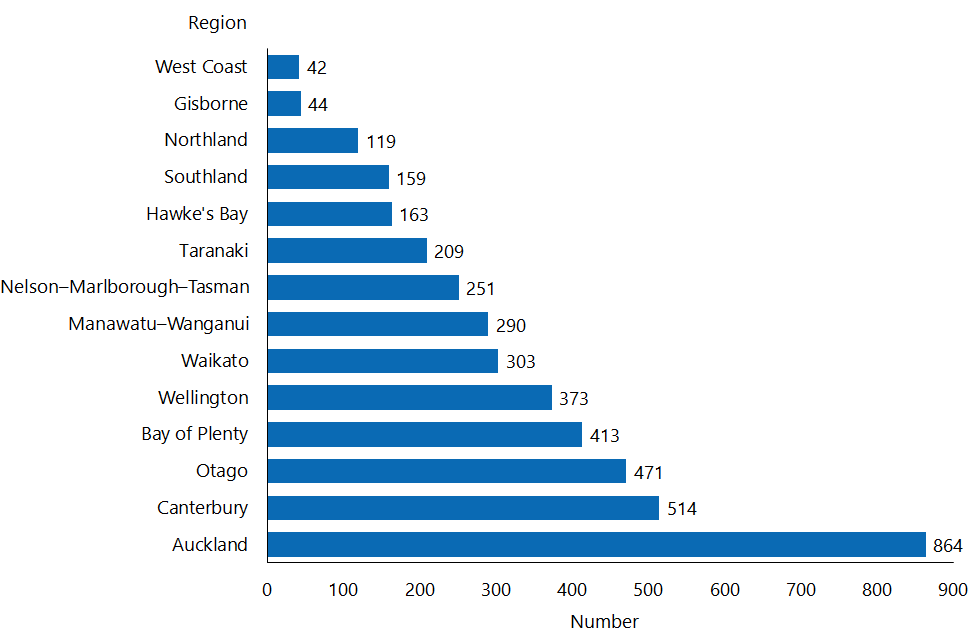 Region
West Coast 42
Gisborne 44
Northland 119
Southland 159
Hawke's Bay 163
Taranaki 209
Nelson–Marlborough–Tasman 251
Manawatu–Wanganui 290
Waikato 303
Wellington 373
Bay of Plenty 413
Otago 471
Canterbury 514
Auckland 864
0 100 200 300 400 500 600 700 800 900
Number